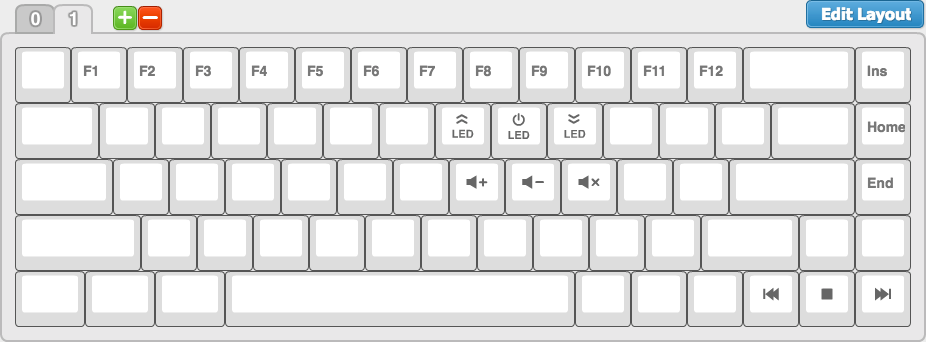 0 1 Edit Layout
F1 F2 F3 F4 F5 F6 F7 F8 F9 F10 F11 F12 Ins
LED LED LED Home
+ − × End